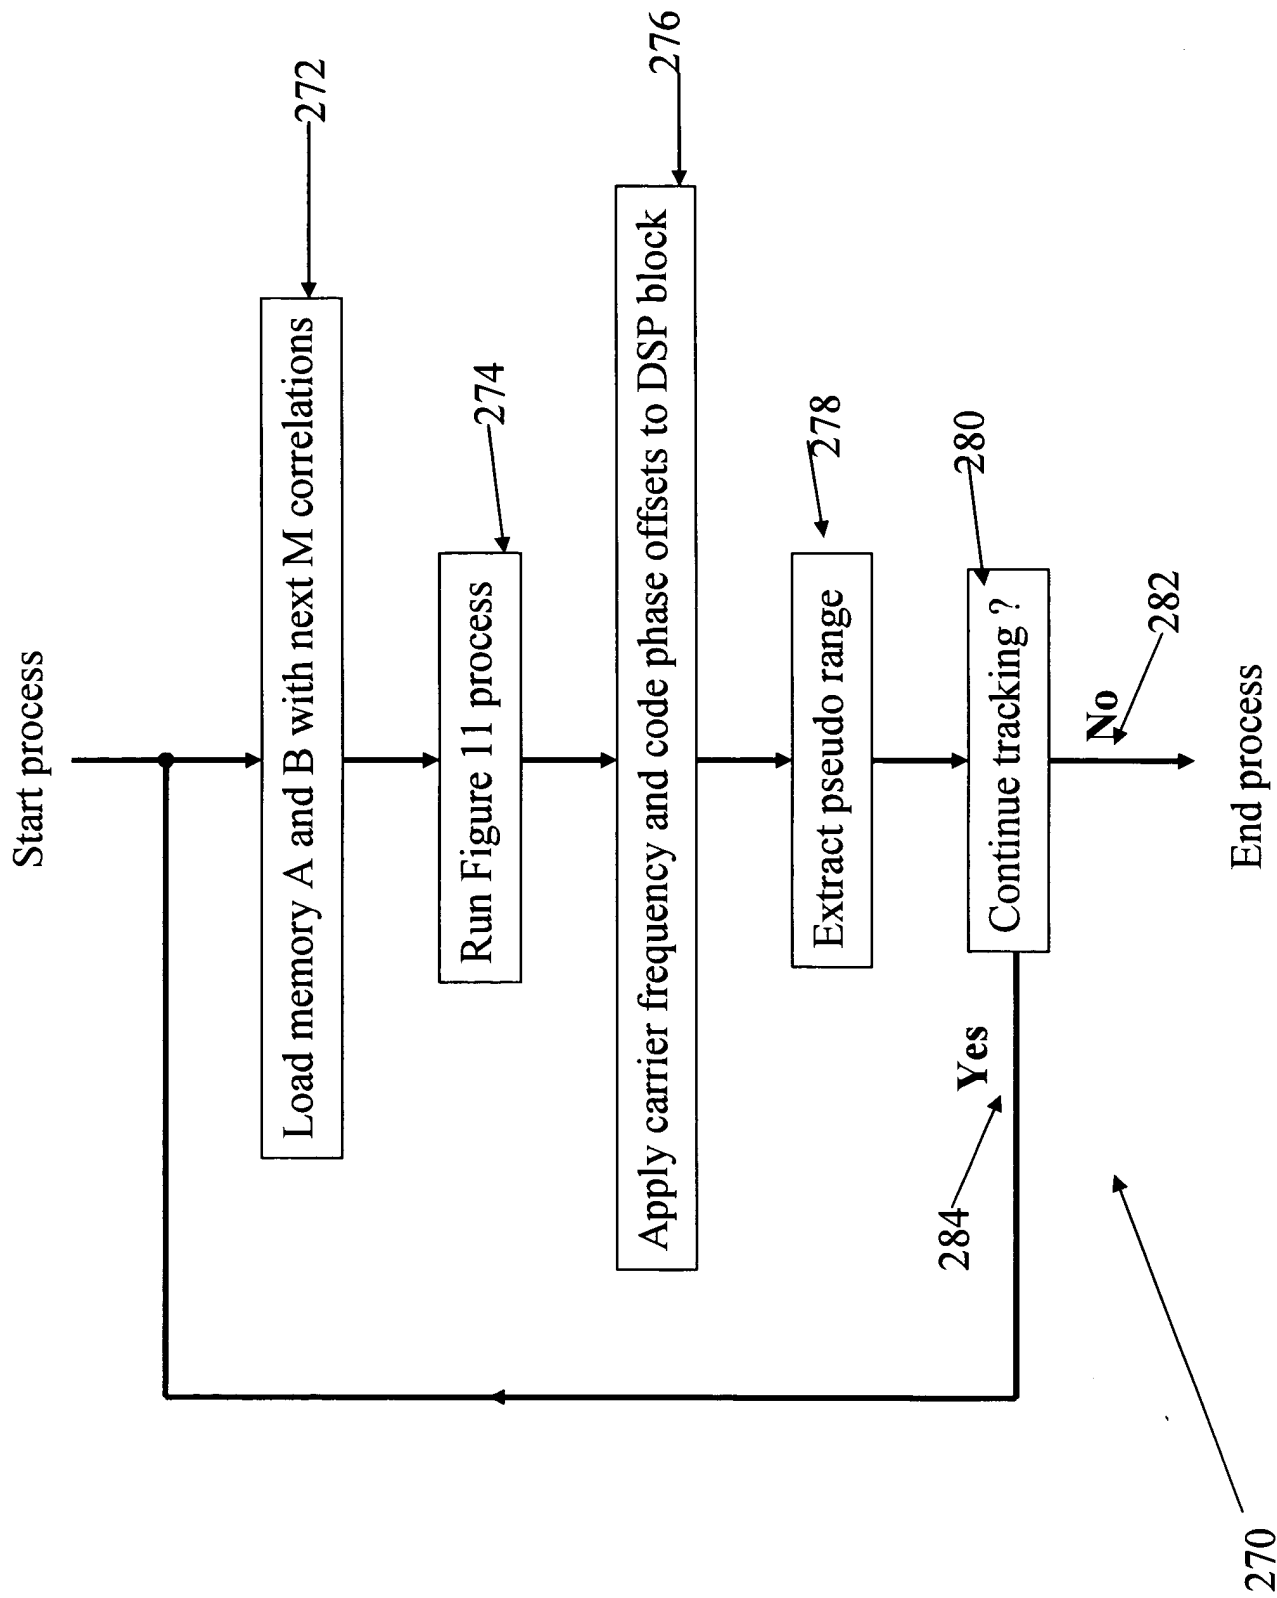 Start process
272
Load memory A and B with next M correlations
274
Run Figure 11 process
276
Apply carrier frequency and code phase offsets to DSP block
278
Extract pseudo range
280
Continue tracking ?
Yes
284
No
282
End process
270